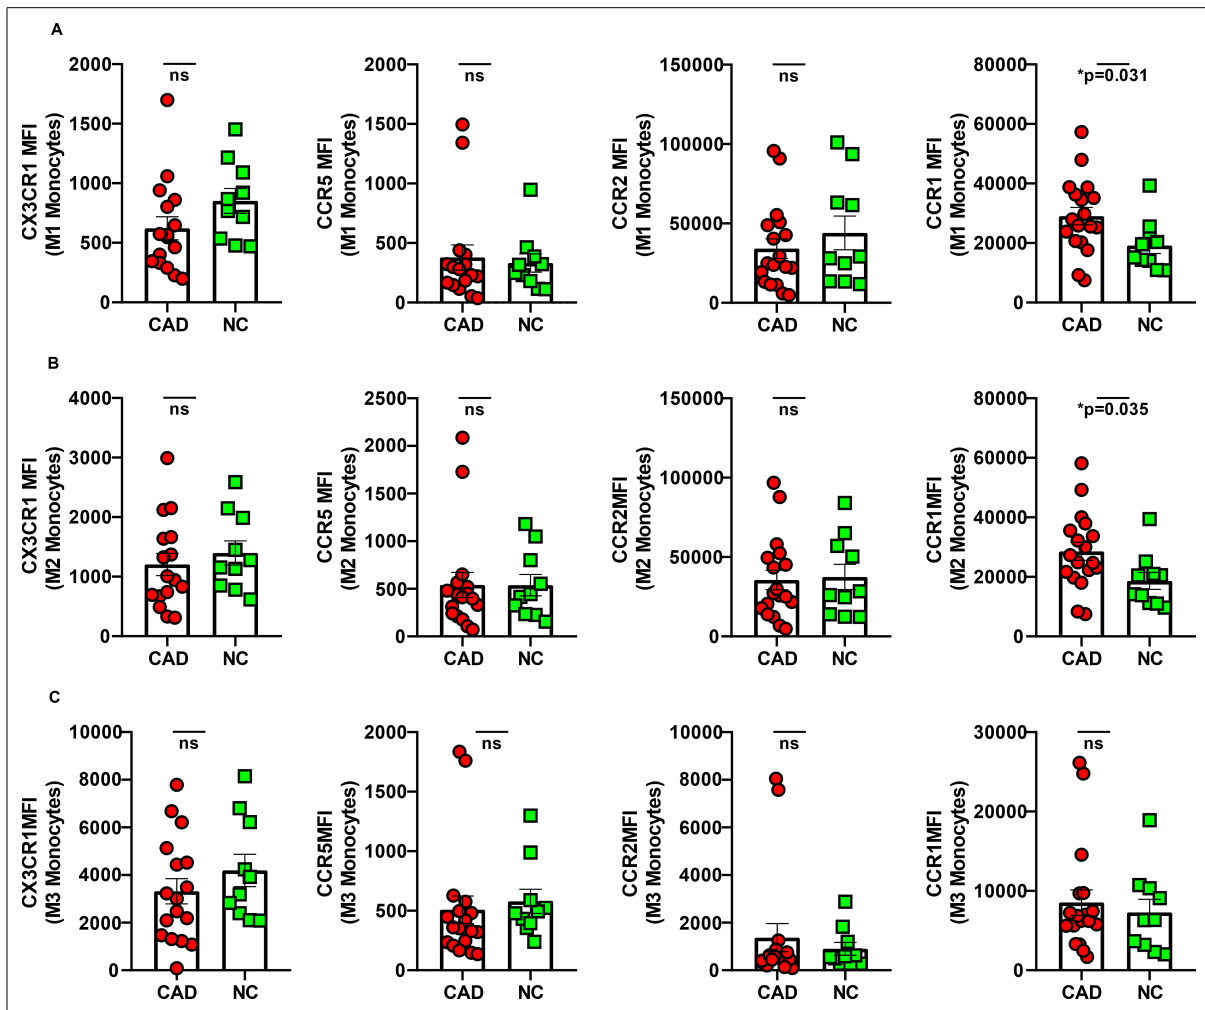 A
CX3CR1 MFI
(M1 Monocytes)
2000
1500
1000
500
0
ns
CAD NC
CCR5 MFI
(M1 Monocytes)
2000
1500
1000
500
0
ns
CAD NC
CCR2 MFI
(M1 Monocytes)
150000
100000
50000
0
ns
CAD NC
CCR1 MFI
(M1 Monocytes)
80000
60000
40000
20000
0
*p=0.031
CAD NC
B
CX3CR1 MFI
(M2 Monocytes)
4000
3000
2000
1000
0
ns
CAD NC
CCR5 MFI
(M2 Monocytes)
2500
2000
1500
1000
500
0
ns
CAD NC
CCR2MFI
(M2 Monocytes)
150000
100000
50000
0
ns
CAD NC
CCR1MFI
(M2 Monocytes)
80000
60000
40000
20000
0
*p=0.035
CAD NC
C
CX3CR1MFI
(M3 Monocytes)
10000
8000
6000
4000
2000
0
ns
CAD NC
CCR5MFI
(M3 Monocytes)
2000
1500
1000
500
0
ns
CAD NC
CCR2MFI
(M3 Monocytes)
10000
8000
6000
4000
2000
0
ns
CAD NC
CCR1MFI
(M3 Monocytes)
30000
20000
10000
0
ns
CAD NC